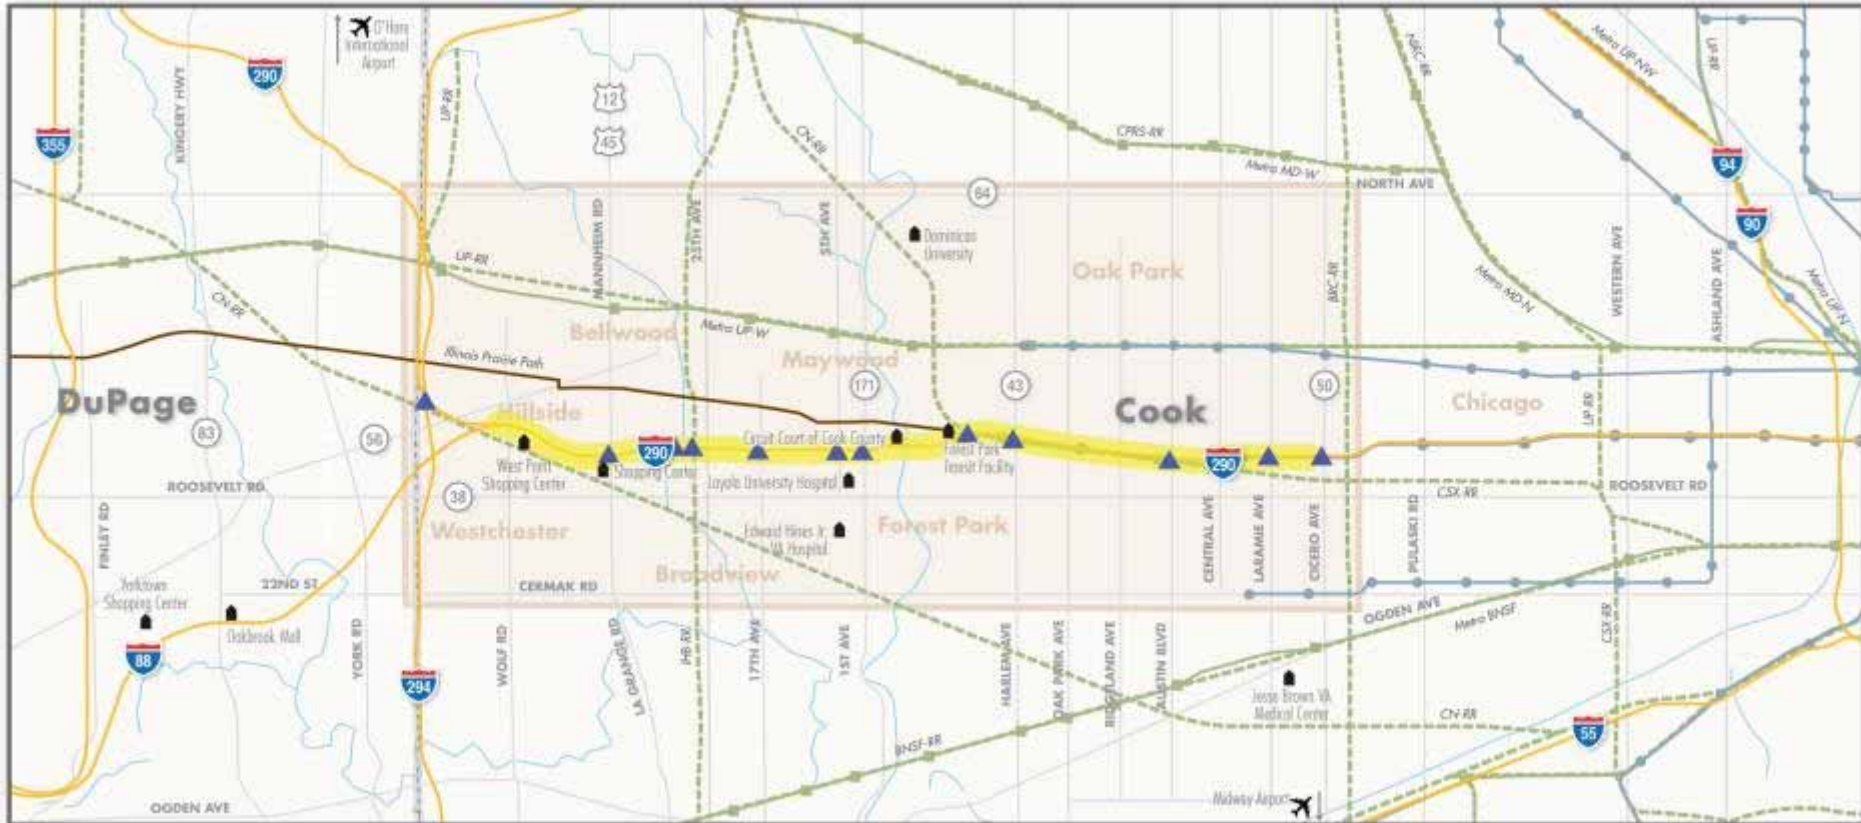 O'Hare
International
Airport
290
KINGERY HWY
355
UP-RR
12
45
CN-RR
CPRS-RR
Metro MD-W
NIRC-RR
Metra UP-NW
UP-RR
94
90
NORTH AVE
64
MANNHEIM RD
25TH AVE
5TH AVE
Dominican
University
Oak Park
BRC-RR
Metra MD-N
WESTERN AVE
ASHLAND AVE
Metra UP-N
UP-RR
CN-RR
Bellwood
Metra UP-W
Maywood
Illinois Prairie Path
DuPage
83
56
Hillside
171
43
Cook
50
Chicago
UP RR
290
Circuit Court of Cook County
Forest Park
Transit Facility
290
West Point
Shopping Center
Shopping Center
Loyola University Hospital
ROOSEVELT RD
38
CSX RR
ROOSEVELT RD
Westchester
Edward Hines Jr.
VA Hospital
Forest Park
FINLEY RD
CENTRAL AVE
LARAMIE AVE
CICERO AVE
PULASKI RD
Broadview
22ND ST
CERMAK RD
Yorktown
Shopping Center
Oakbrook Mall
OGDEN AVE
Metra BNSF
CSX RR
88
YORK RD
294
WOLF RD
LA GRANGE RD
IHB-RR
17TH AVE
1ST AVE
HARLEM AVE
OAK PARK AVE
RIDGELAND AVE
AUSTIN BLVD
Jesse Brown VA
Medical Center
CN-RR
55
BNSF-RR
Midway Airport
OGDEN AVE